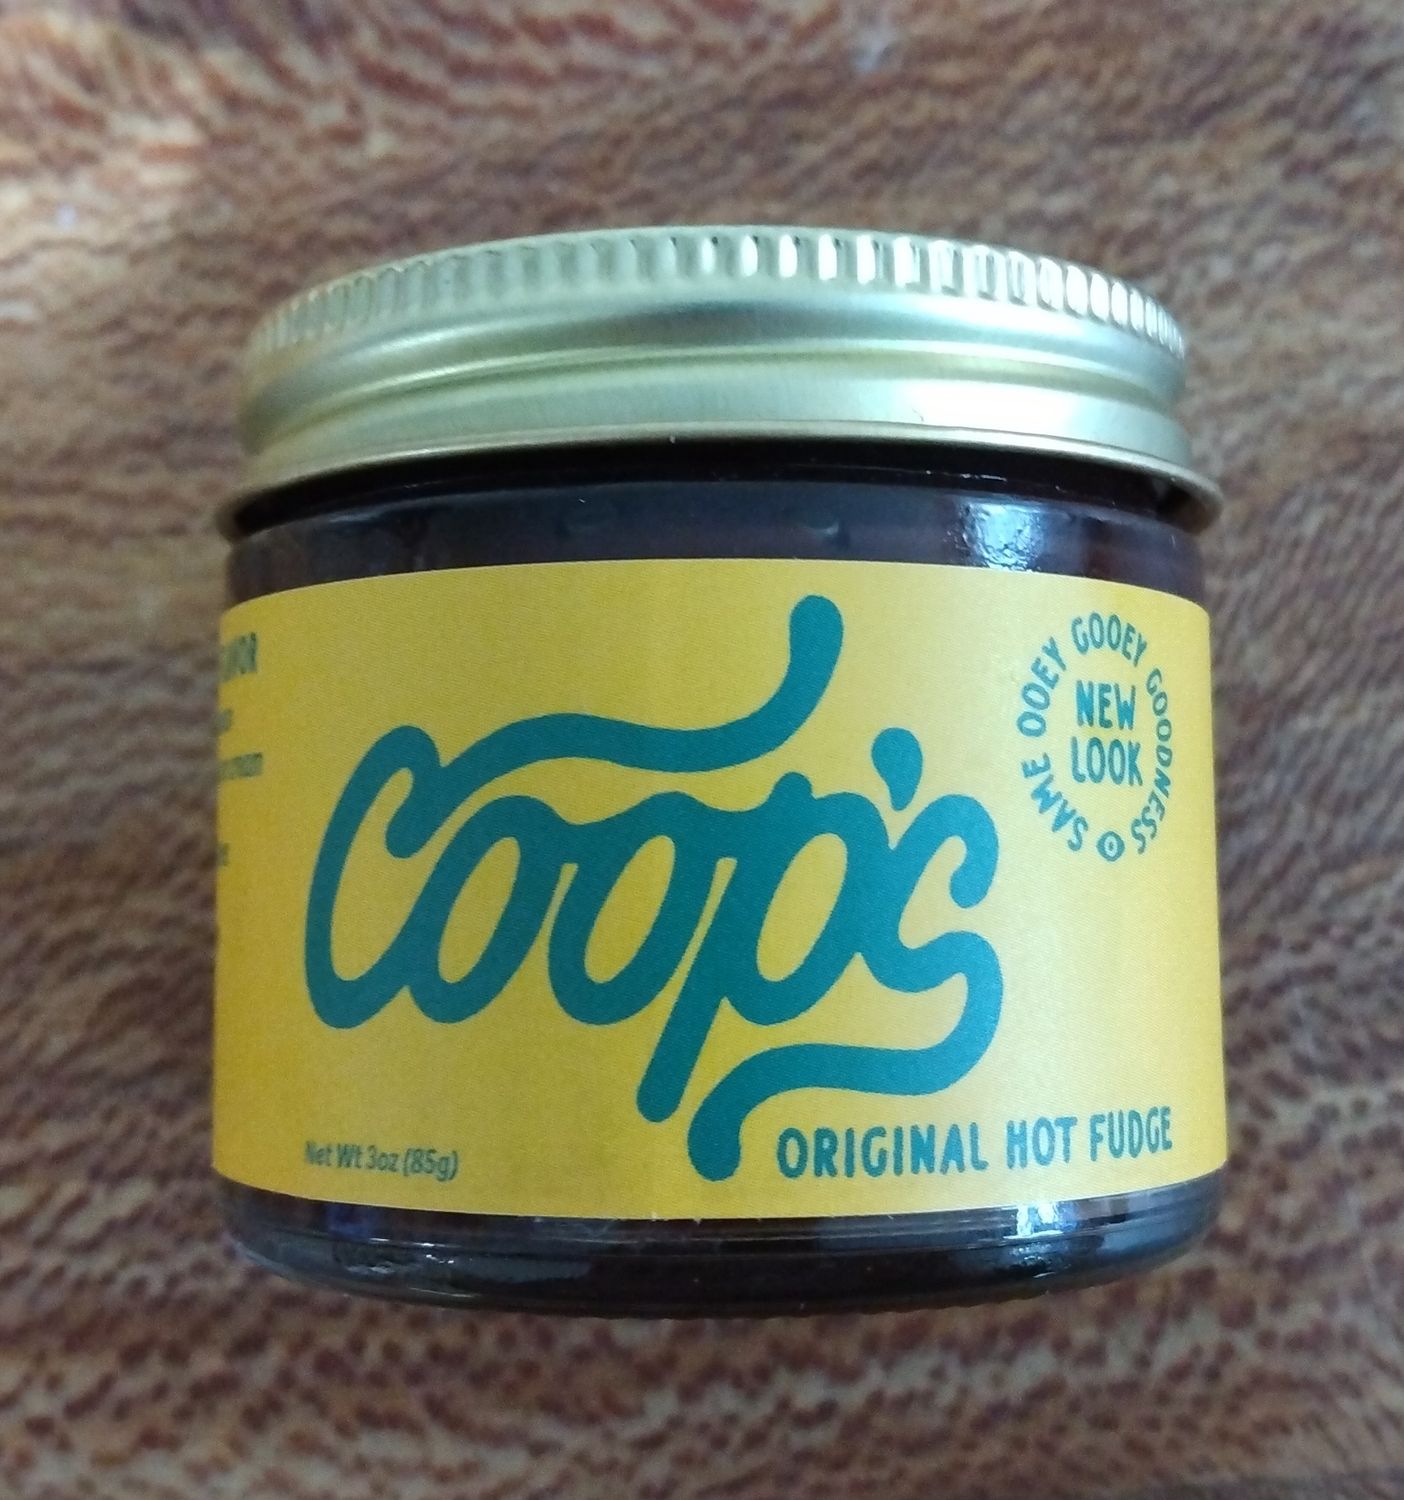 Coop's
SAME OOEY GOOEY GOODNESS
NEW
LOOK
ORIGINAL HOT FUDGE
Net Wt 3oz (85g)